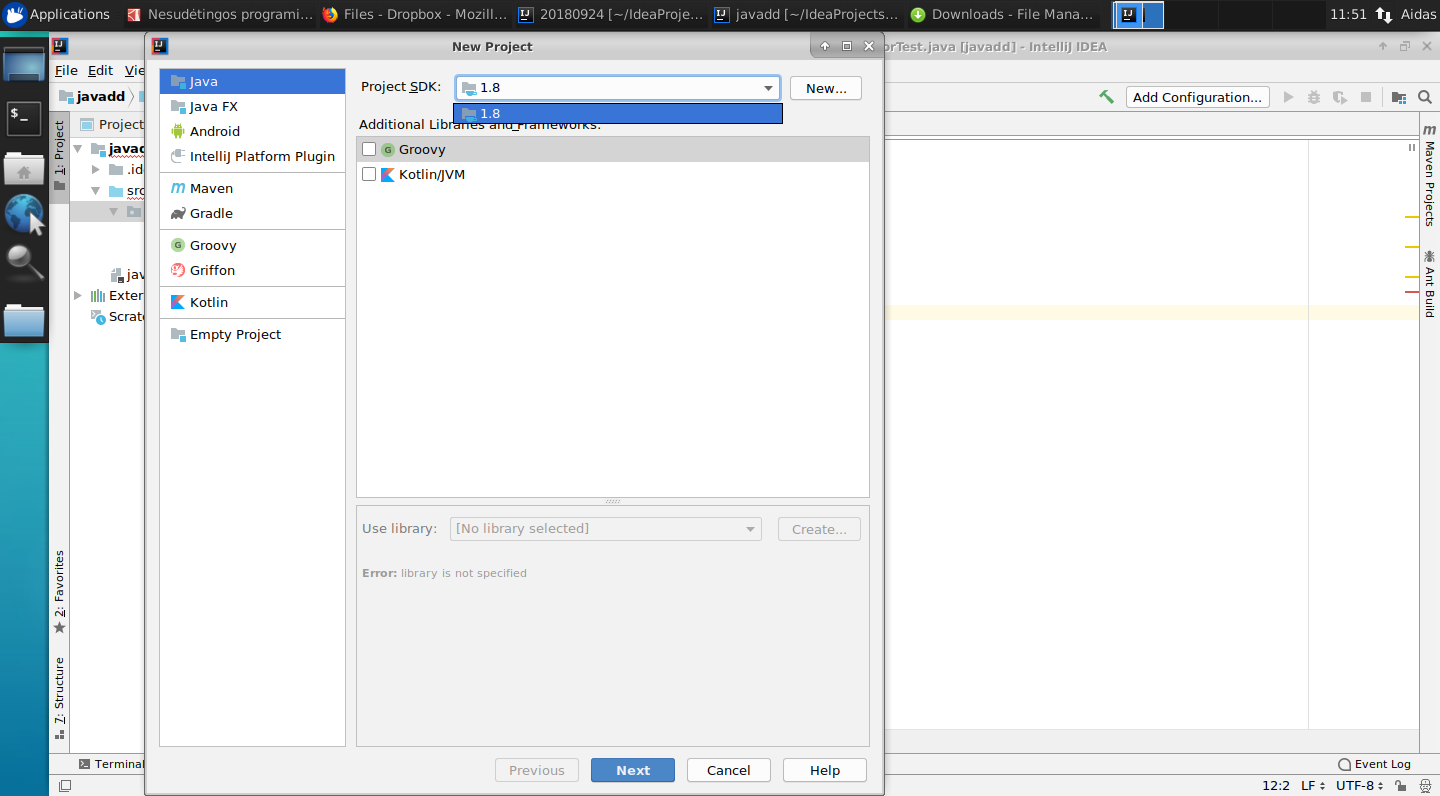 Applications
Nesudėtingos programi...
Files - Dropbox - Mozill...
20180924 [~/IdeaProje...
javadd [~/IdeaProjects...
Downloads - File Mana...
11:51
Aidas
New Project
orTest.java [javadd] - IntelliJ IDEA
File Edit Vie
javadd
Add Configuration...
1: Project
Project
javad
.id
src
jav
Exter
Scratc
2: Favorites
7: Structure
Java
Java FX
Android
IntelliJ Platform Plugin
Maven
Gradle
Groovy
Griffon
Kotlin
Empty Project
Project SDK:
1.8
New...
1.8
Additional Libraries and Frameworks:
Groovy
Kotlin/JVM
Use library:
[No library selected]
Create...
Error: library is not specified
Previous
Next
Cancel
Help
Maven Projects
Ant Build
Terminal
Event Log
12:2
LF
UTF-8